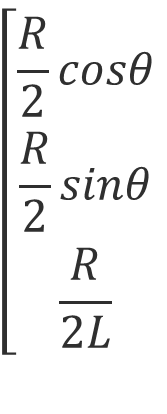 [R/2 cosθ
R/2 sinθ
R/2L